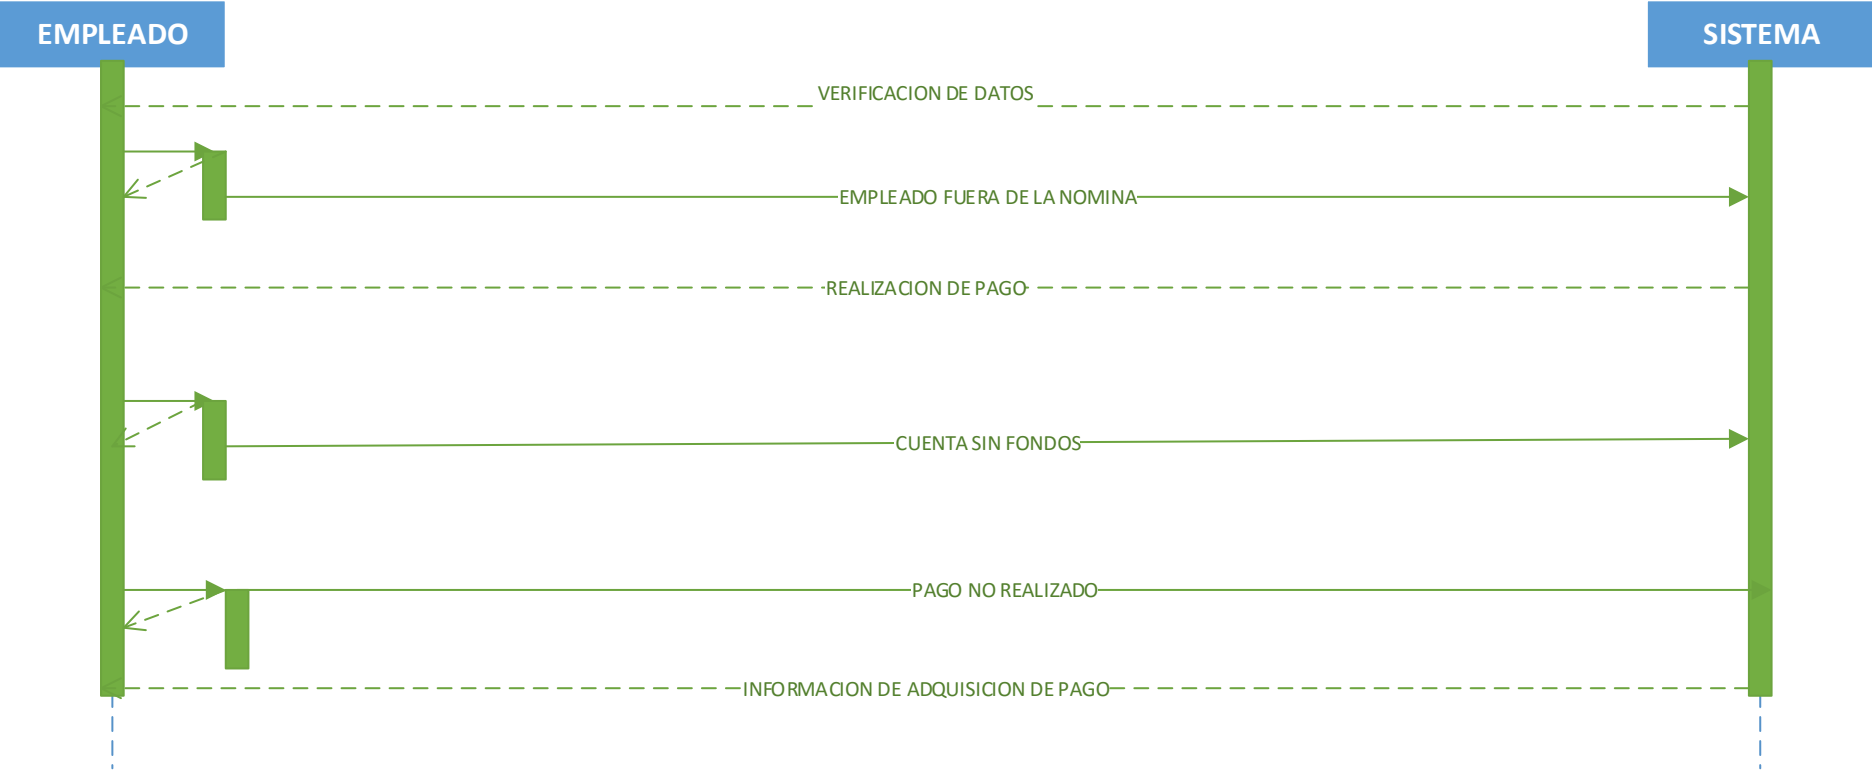 EMPLEADO
SISTEMA
VERIFICACION DE DATOS
EMPLEADO FUERA DE LA NOMINA
REALIZACION DE PAGO
CUENTA SIN FONDOS
PAGO NO REALIZADO
INFORMACION DE ADQUISICION DE PAGO